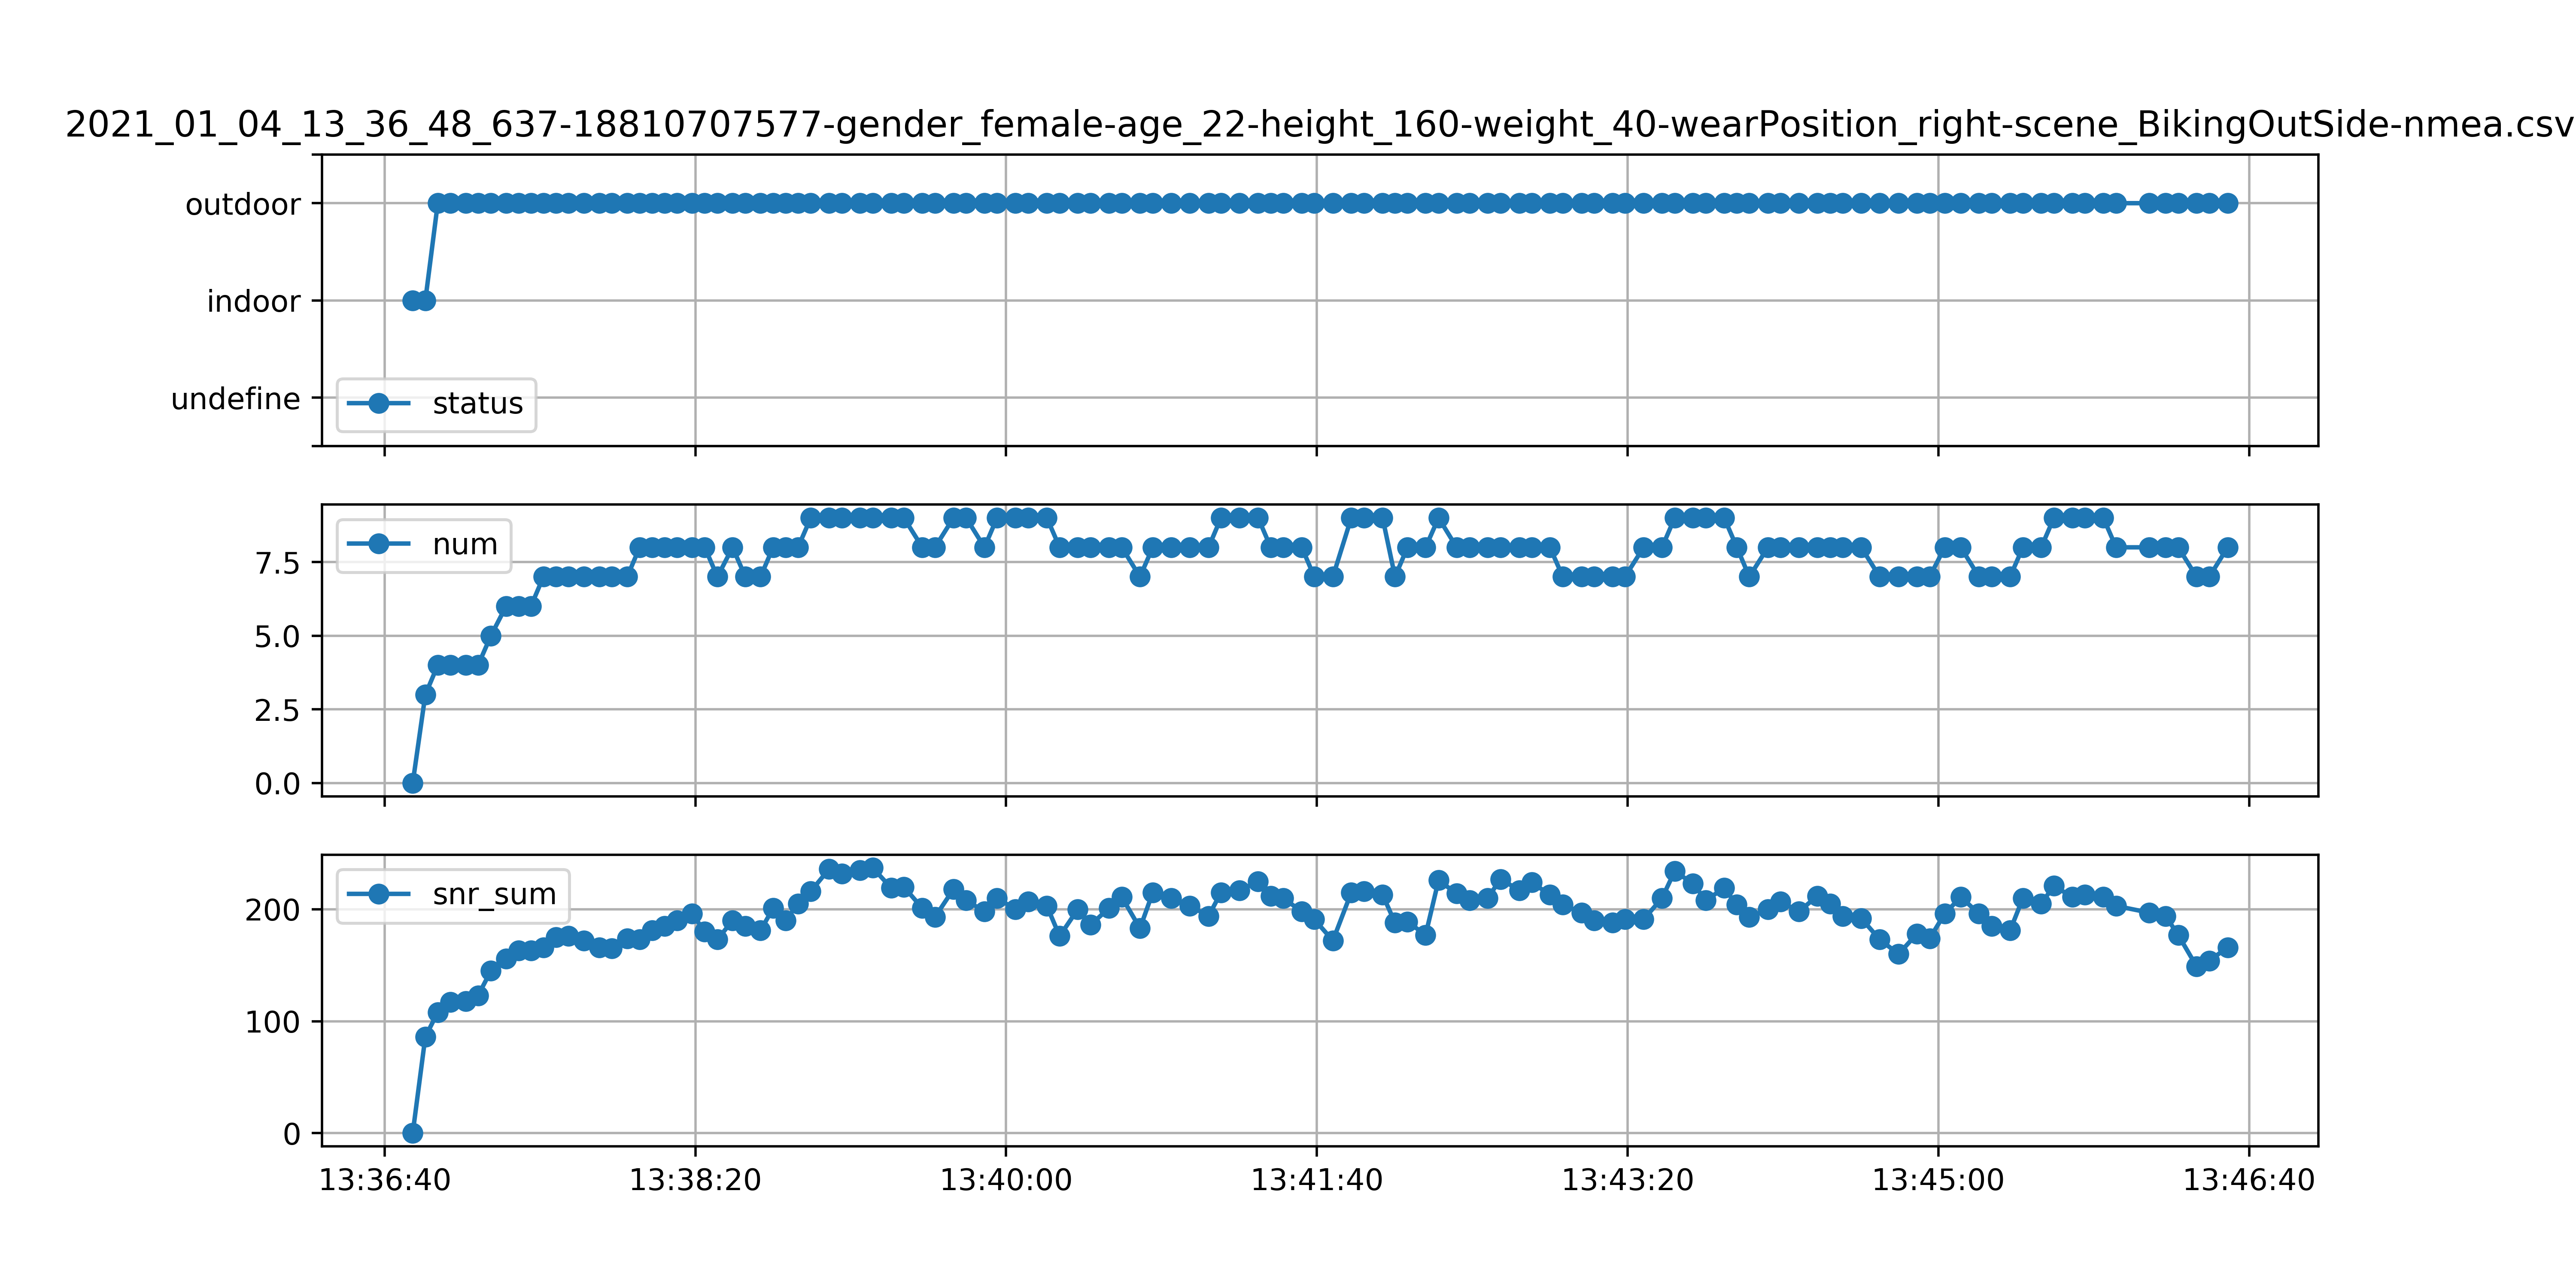 2021_01_04_13_36_48_637-18810707577-gender_female-age_22-height_160-weight_40-wearPosition_right-scene_BikingOutSide-nmea.csv
outdoor
indoor
undefine
status
num
7.5
5.0
2.5
0.0
snr_sum
200
100
0
13:36:40 13:38:20 13:40:00 13:41:40 13:43:20 13:45:00 13:46:40